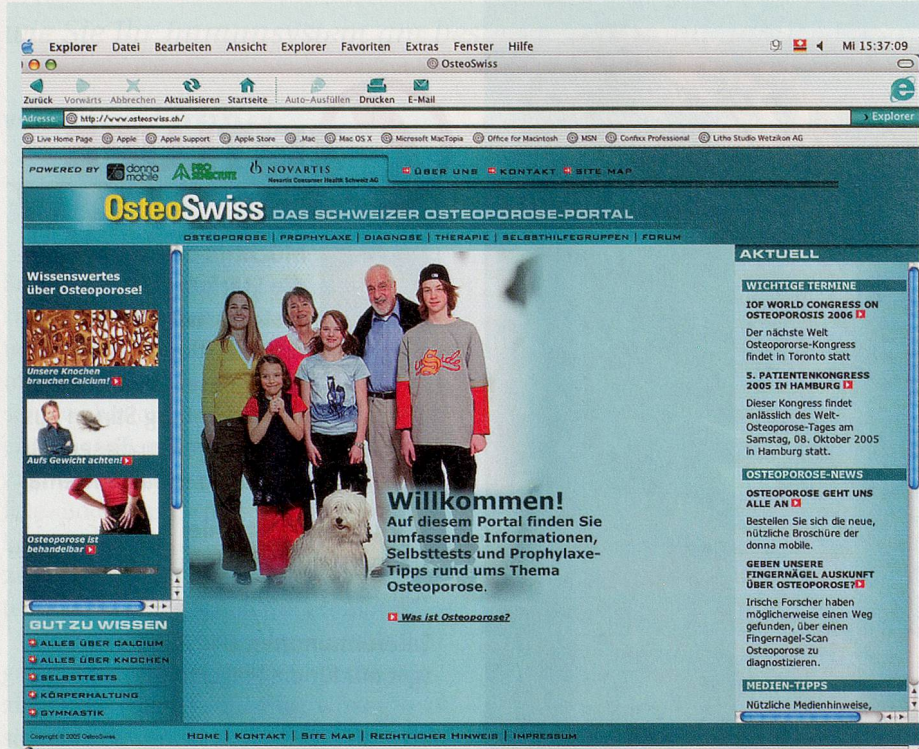 Explorer Datei Bearbeiten Ansicht Explorer Favoriten Extras Fenster Hilfe Mi 15:37:09
OsteoSwiss
Zurück Vorwärts Abbrechen Aktualisieren Startseite Auto-Ausfüllen Drucken E-Mail
Adresse: http://www.osteoswiss.ch/ Explorer
Live Home Page Apple Apple Support Apple Store .Mac Mac OS X Microsoft MacTopia Office for Macintosh MSN Confixx Professional Litho Studio Wetzikon AG
POWERED BY donna mobile PRO SENECTUTE NOVARTIS
Novartis Consumer Health Schweiz AG
ÜBER UNS KONTAKT SITE MAP
OsteoSwiss DAS SCHWEIZER OSTEOPOROSE-PORTAL
OSTEOPOROSE | PROPHYLAXE | DIAGNOSE | THERAPIE | SELBSTHILFEGRUPPEN | FORUM
Wissenswertes
über Osteoporose!
Unsere Knochen
brauchen Calcium!
Aufs Gewicht achten!
Osteoporose ist
behandelbar
GUT ZU WISSEN
ALLES ÜBER CALCIUM
ALLES ÜBER KNOCHEN
SELBSTTESTS
KÖRPERHALTUNG
GYMNASTIK
Willkommen!
Auf diesem Portal finden Sie
umfassende Informationen,
Selbsttests und Prophylaxe-
Tipps rund ums Thema
Osteoporose.
Was ist Osteoporose?
AKTUELL
WICHTIGE TERMINE
IOF WORLD CONGRESS ON
OSTEOPOROSIS 2006
Der nächste Welt
Osteopororse-Kongress
findet in Toronto statt
5. PATIENTENKONGRESS
2005 IN HAMBURG
Dieser Kongress findet
anlässlich des Welt-
Osteoporose-Tages am
Samstag, 08. Oktober 2005
in Hamburg statt.
OSTEOPOROSE-NEWS
OSTEOPOROSE GEHT UNS
ALLE AN
Bestellen Sie sich die neue,
nützliche Broschüre der
donna mobile.
GEBEN UNSERE
FINGERNÄGEL AUSKUNFT
ÜBER OSTEOPOROSE?
Irische Forscher haben
möglicherweise einen Weg
gefunden, über einen
Fingernagel-Scan
Osteoporose zu
diagnostizieren.
MEDIEN-TIPPS
Nützliche Medienhinweise,
Copyright © 2005 OsteoSwiss
HOME | KONTAKT | SITE MAP | RECHTLICHER HINWEIS | IMPRESSUM